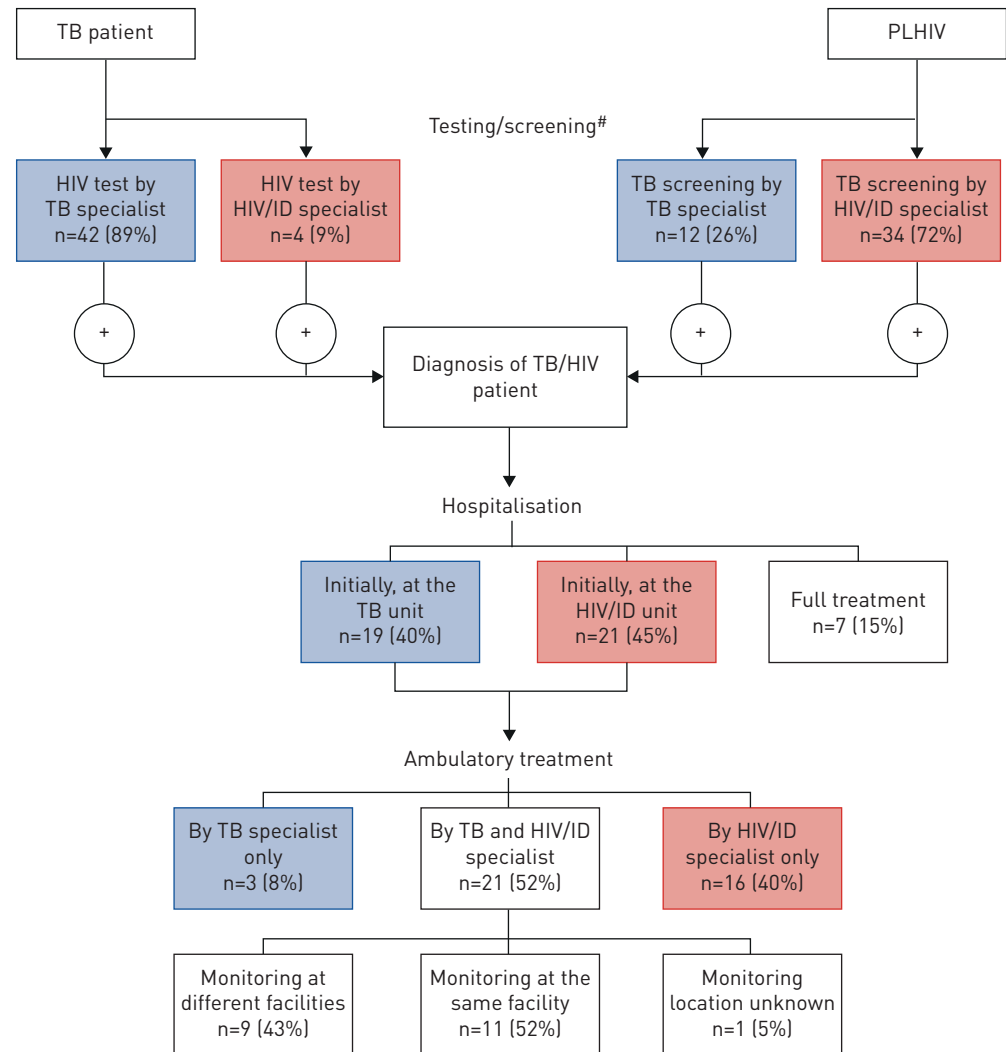 TB patient
PLHIV
Testing/screening#
HIV test by
TB specialist
n=42 (89%)
HIV test by
HIV/ID specialist
n=4 (9%)
TB screening by
TB specialist
n=12 (26%)
TB screening by
HIV/ID specialist
n=34 (72%)
+
+
+
+
Diagnosis of TB/HIV
patient
Hospitalisation
Initially, at the
TB unit
n=19 (40%)
Initially, at the
HIV/ID unit
n=21 (45%)
Full treatment
n=7 (15%)
Ambulatory treatment
By TB specialist
only
n=3 (8%)
By TB and HIV/ID
specialist
n=21 (52%)
By HIV/ID
specialist only
n=16 (40%)
Monitoring at
different facilities
n=9 (43%)
Monitoring at the
same facility
n=11 (52%)
Monitoring
location unknown
n=1 (5%)